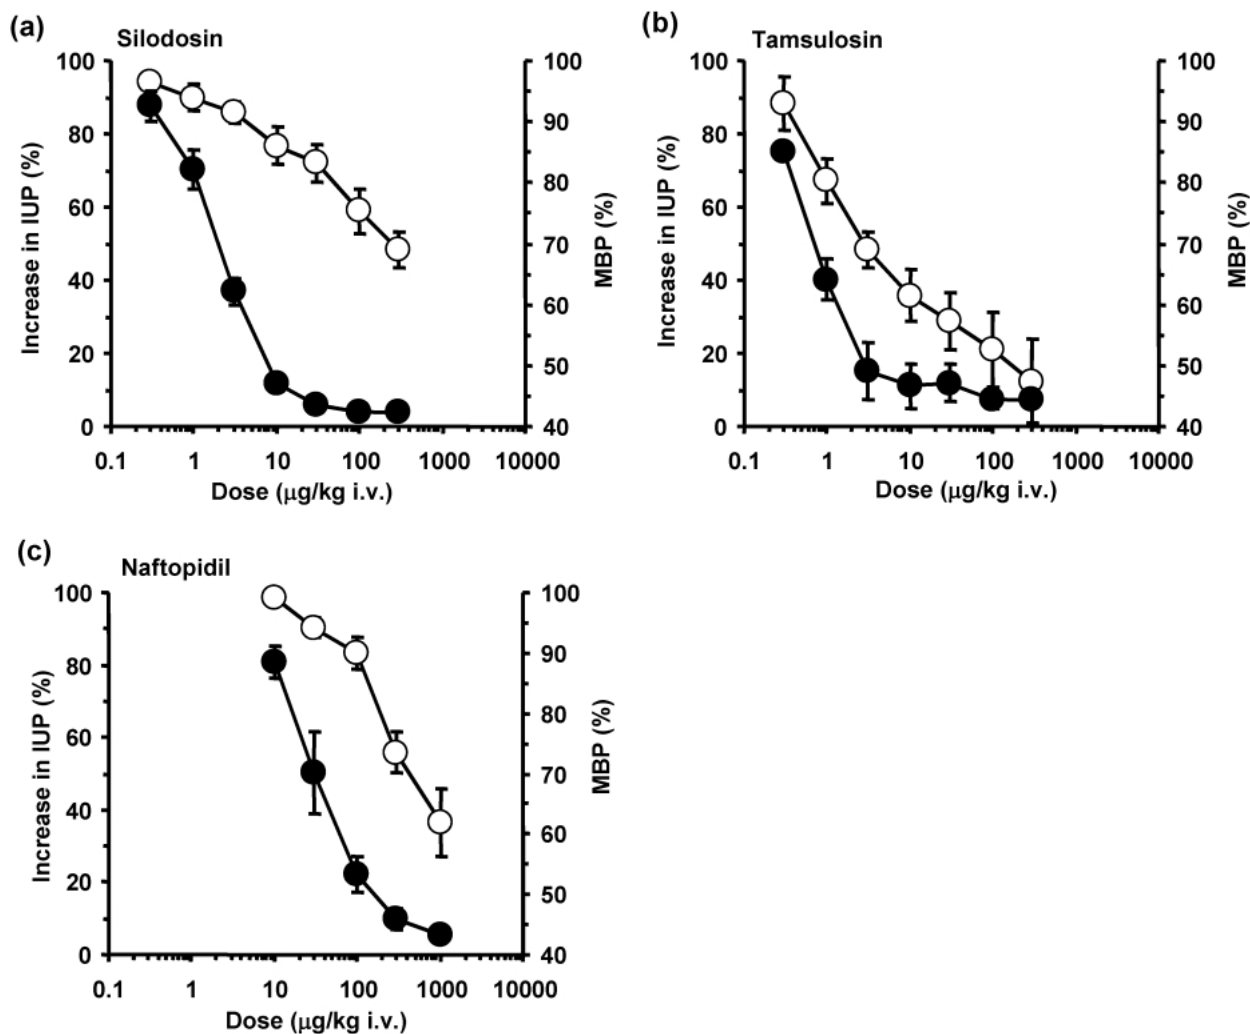 (a)
Silodosin
100
80
60
40
20
0
Increase in IUP (%)
100
90
80
70
60
50
40
MBP (%)
0.1 1 10 100 1000 10000
Dose (μg/kg i.v.)
(b)
Tamsulosin
100
80
60
40
20
0
Increase in IUP (%)
100
90
80
70
60
50
40
MBP (%)
0.1 1 10 100 1000 10000
Dose (μg/kg i.v.)
(c)
Naftopidil
100
80
60
40
20
0
Increase in IUP (%)
100
90
80
70
60
50
40
MBP (%)
0.1 1 10 100 1000 10000
Dose (μg/kg i.v.)